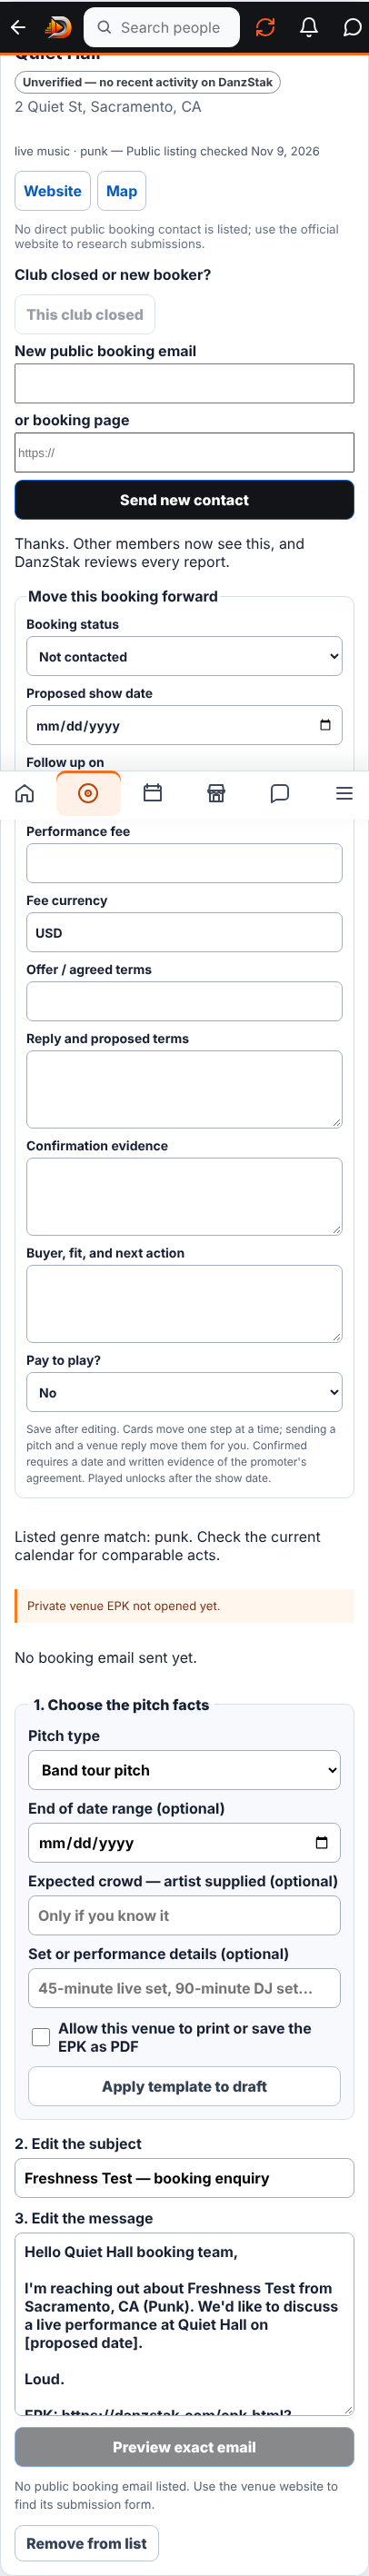 Search people
Quiet Hall
Unverified — no recent activity on DanzStak
2 Quiet St, Sacramento, CA
live music · punk — Public listing checked Nov 9, 2026
Website
Map
No direct public booking contact is listed; use the official
website to research submissions.
Club closed or new booker?
This club closed
New public booking email
or booking page
https://
Send new contact
Thanks. Other members now see this, and
DanzStak reviews every report.
Move this booking forward
Booking status
Not contacted
Proposed show date
mm/dd/yyyy
Follow up on
Performance fee
Fee currency
USD
Offer / agreed terms
Reply and proposed terms
Confirmation evidence
Buyer, fit, and next action
Pay to play?
No
Save after editing. Cards move one step at a time; sending a
pitch and a venue reply move them for you. Confirmed
requires a date and written evidence of the promoter's
agreement. Played unlocks after the show date.
Listed genre match: punk. Check the current
calendar for comparable acts.
Private venue EPK not opened yet.
No booking email sent yet.
1. Choose the pitch facts
Pitch type
Band tour pitch
End of date range (optional)
mm/dd/yyyy
Expected crowd — artist supplied (optional)
Only if you know it
Set or performance details (optional)
45-minute live set, 90-minute DJ set...
Allow this venue to print or save the
EPK as PDF
Apply template to draft
2. Edit the subject
Freshness Test — booking enquiry
3. Edit the message
Hello Quiet Hall booking team,
I'm reaching out about Freshness Test from
Sacramento, CA (Punk). We'd like to discuss
a live performance at Quiet Hall on
[proposed date].
Loud.
EPK: https://danzstak.com/epk.html?
Preview exact email
No public booking email listed. Use the venue website to
find its submission form.
Remove from list